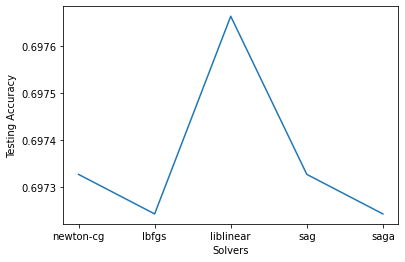 Testing Accuracy
0.6976
0.6975
0.6974
0.6973
newton-cg lbfgs liblinear sag saga
Solvers